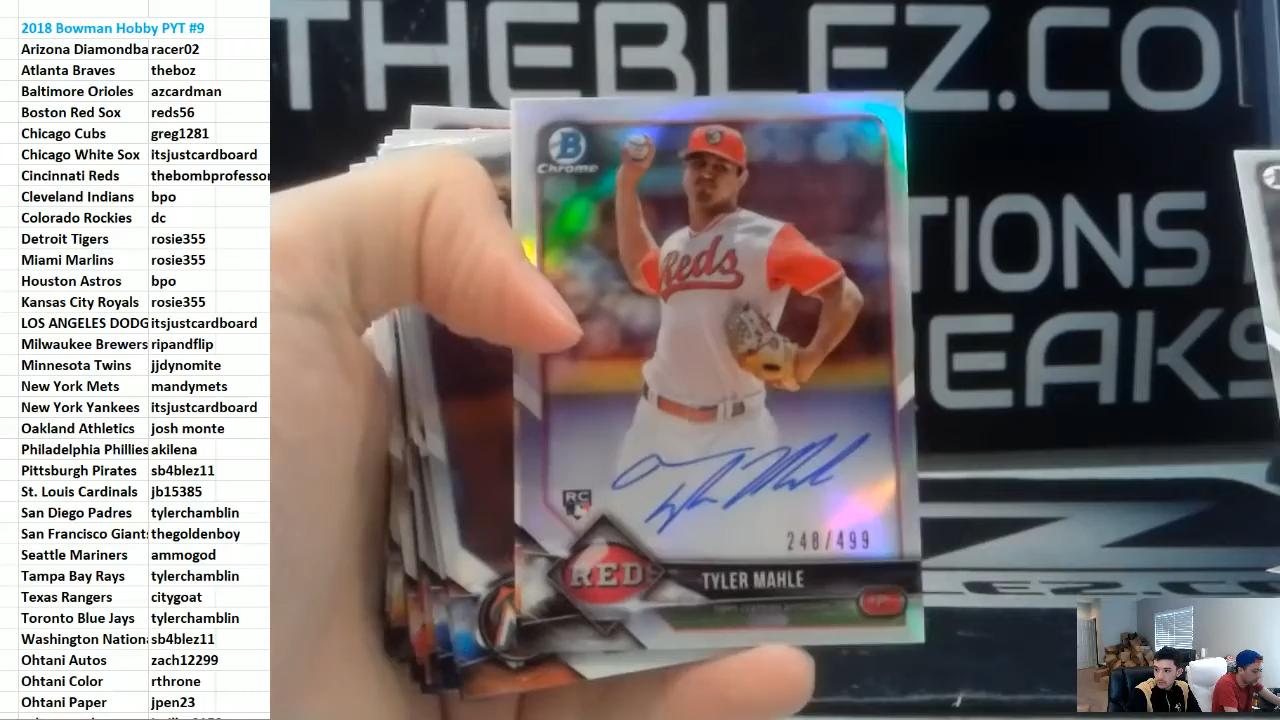 2018 Bowman Hobby PYT #9
Arizona Diamondba racer02
Atlanta Braves theboz
Baltimore Orioles azcardman
Boston Red Sox reds56
Chicago Cubs greg1281
Chicago White Sox itsjustcardboard
Cincinnati Reds thebombprofessor
Cleveland Indians bpo
Colorado Rockies dc
Detroit Tigers rosie355
Miami Marlins rosie355
Houston Astros bpo
Kansas City Royals rosie355
LOS ANGELES DODG itsjustcardboard
Milwaukee Brewers ripandflip
Minnesota Twins jjdynomite
New York Mets mandymets
New York Yankees itsjustcardboard
Oakland Athletics josh monte
Philadelphia Phillies akilena
Pittsburgh Pirates sb4blez11
St. Louis Cardinals jb15385
San Diego Padres tylerchamblin
San Francisco Giants thegoldenboy
Seattle Mariners ammogod
Tampa Bay Rays tylerchamblin
Texas Rangers citygoat
Toronto Blue Jays tylerchamblin
Washington Nation sb4blez11
Ohtani Autos zach12299
Ohtani Color rthrone
Ohtani Paper jpen23
THEBLEZ.CO
TIONS
EAKS
B
Chrome
Reds
RC
248/499
REDS
TYLER MAHLE
P